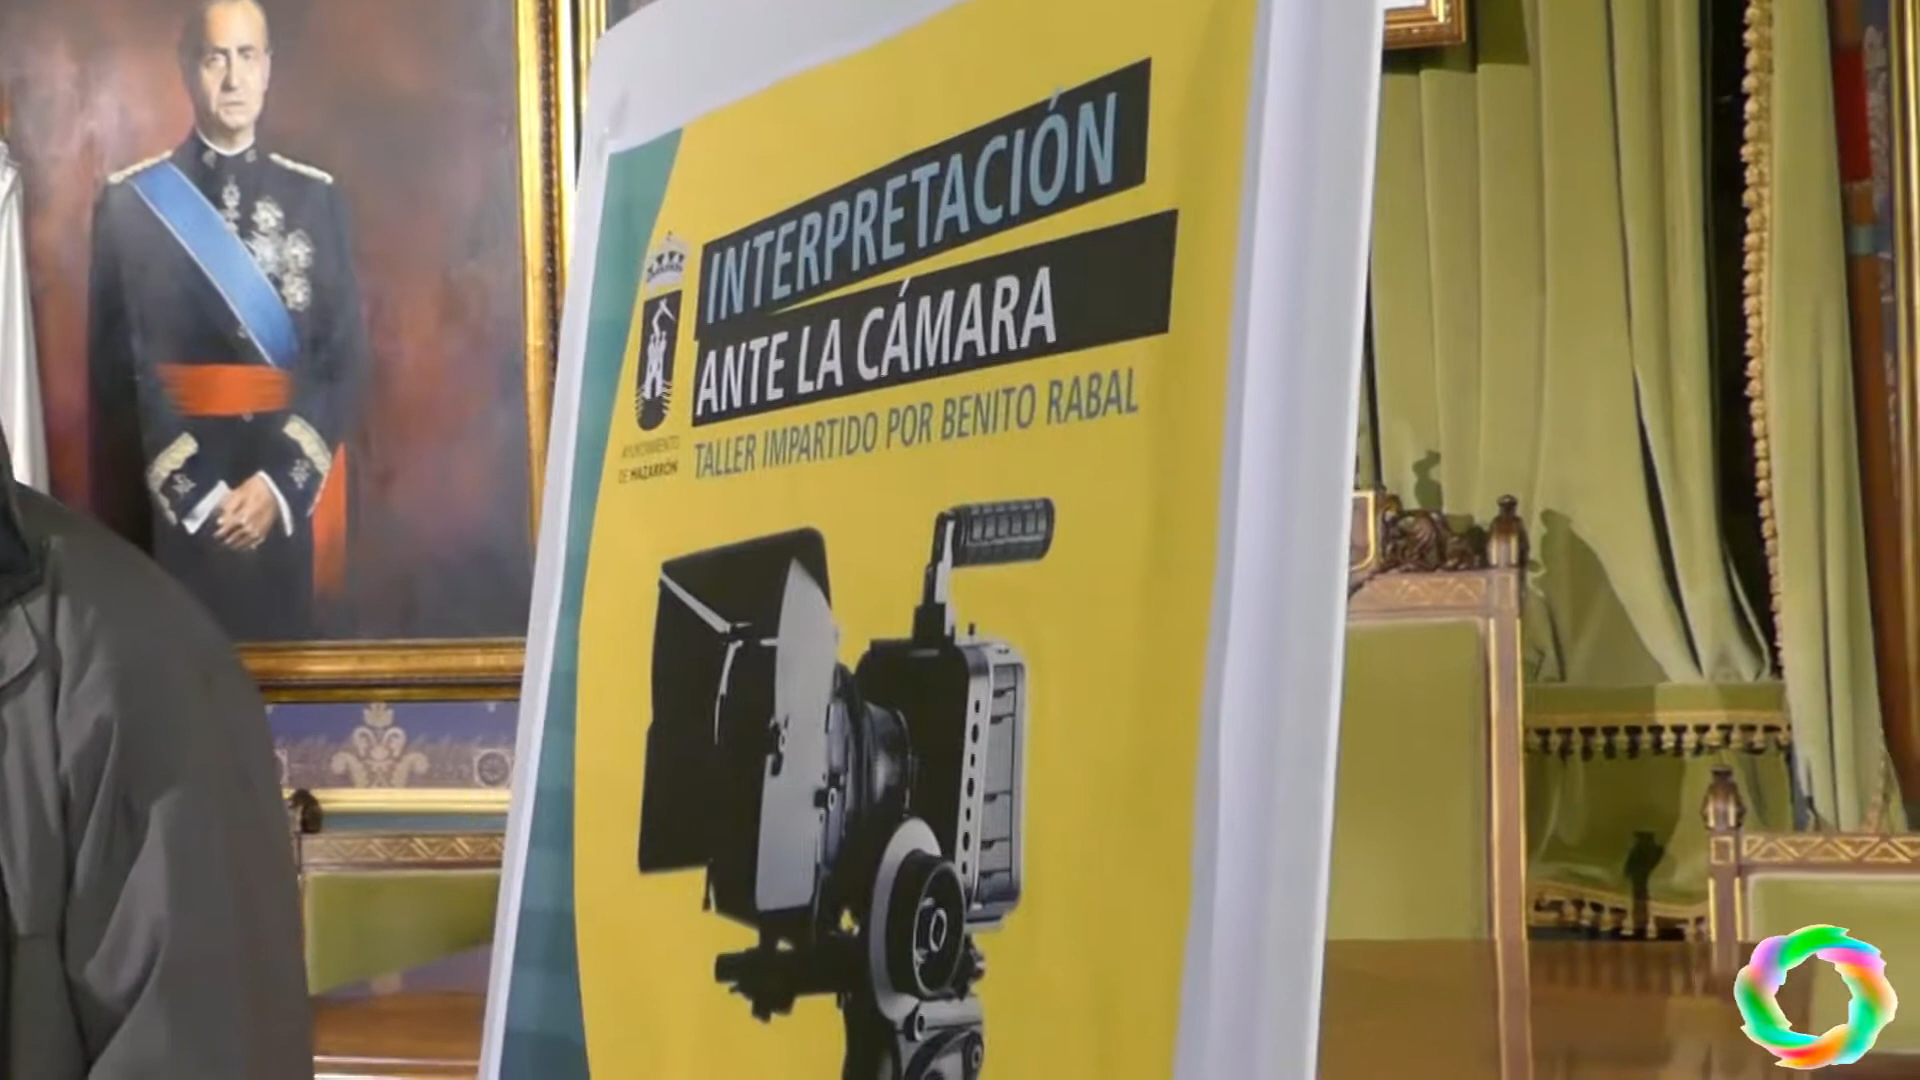 INTERPRETACIÓN
ANTE LA CÁMARA
TALLER IMPARTIDO POR BENITO RABAL
AYUNTAMIENTO
DE MAZARRÓN